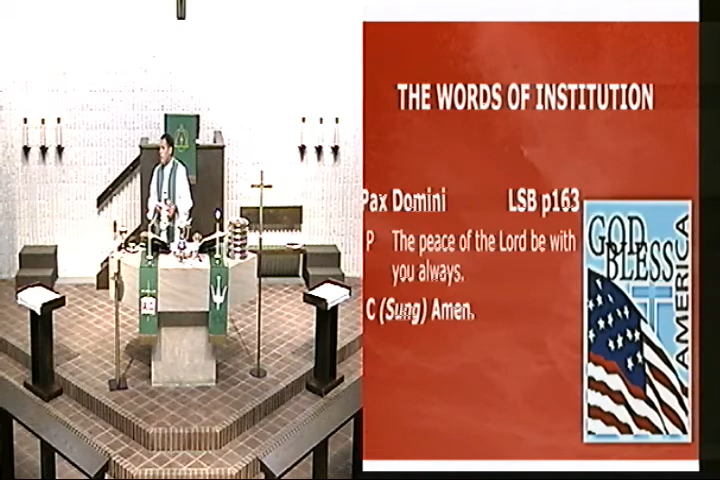 THE WORDS OF INSTITUTION
Pax Domini LSB p163
P The peace of the Lord be with
you always.
C (Sung) Amen.
GOD
BLESS
AMERICA